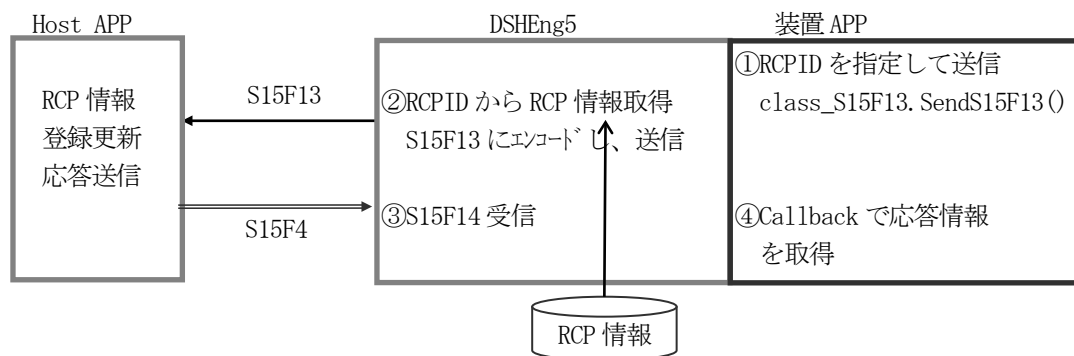 Host APP
DSHEng5
装置 APP
RCP 情報
登録更新
応答送信
S15F13
S15F4
②RCPID から RCP 情報取得
S15F13 にｴﾝｺｰﾄﾞし、送信
③S15F14 受信
①RCPID を指定して送信
class_S15F13.SendS15F13()
④Callback で応答情報
を取得
RCP 情報